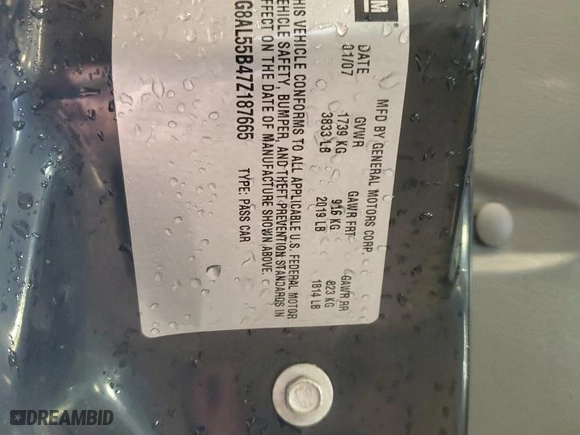 GM
MFD BY GENERAL MOTORS CORP.
DATE GVWR GAWR FRT GAWR RR
01/07 1739 KG 916 KG 823 KG
3833 LB 2019 LB 1814 LB
THIS VEHICLE CONFORMS TO ALL APPLICABLE U.S. FEDERAL MOTOR
VEHICLE SAFETY, BUMPER, AND THEFT PREVENTION STANDARDS IN
EFFECT ON THE DATE OF MANUFACTURE SHOWN ABOVE.
G8AL55B47Z187665 TYPE: PASS CAR
DREAMBID